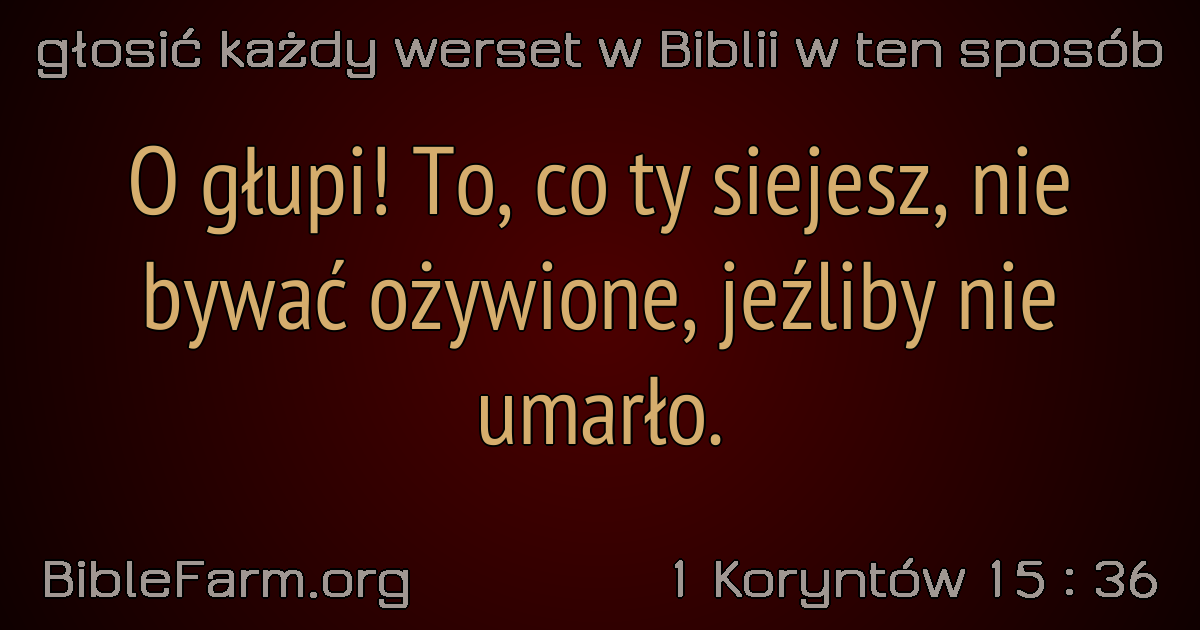 głosić każdy werset w Biblii w ten sposób
O głupi! To, co ty siejesz, nie
bywać ożywione, jeźliby nie
umarło.
BibleFarm.org
1 Koryntów 15 : 36